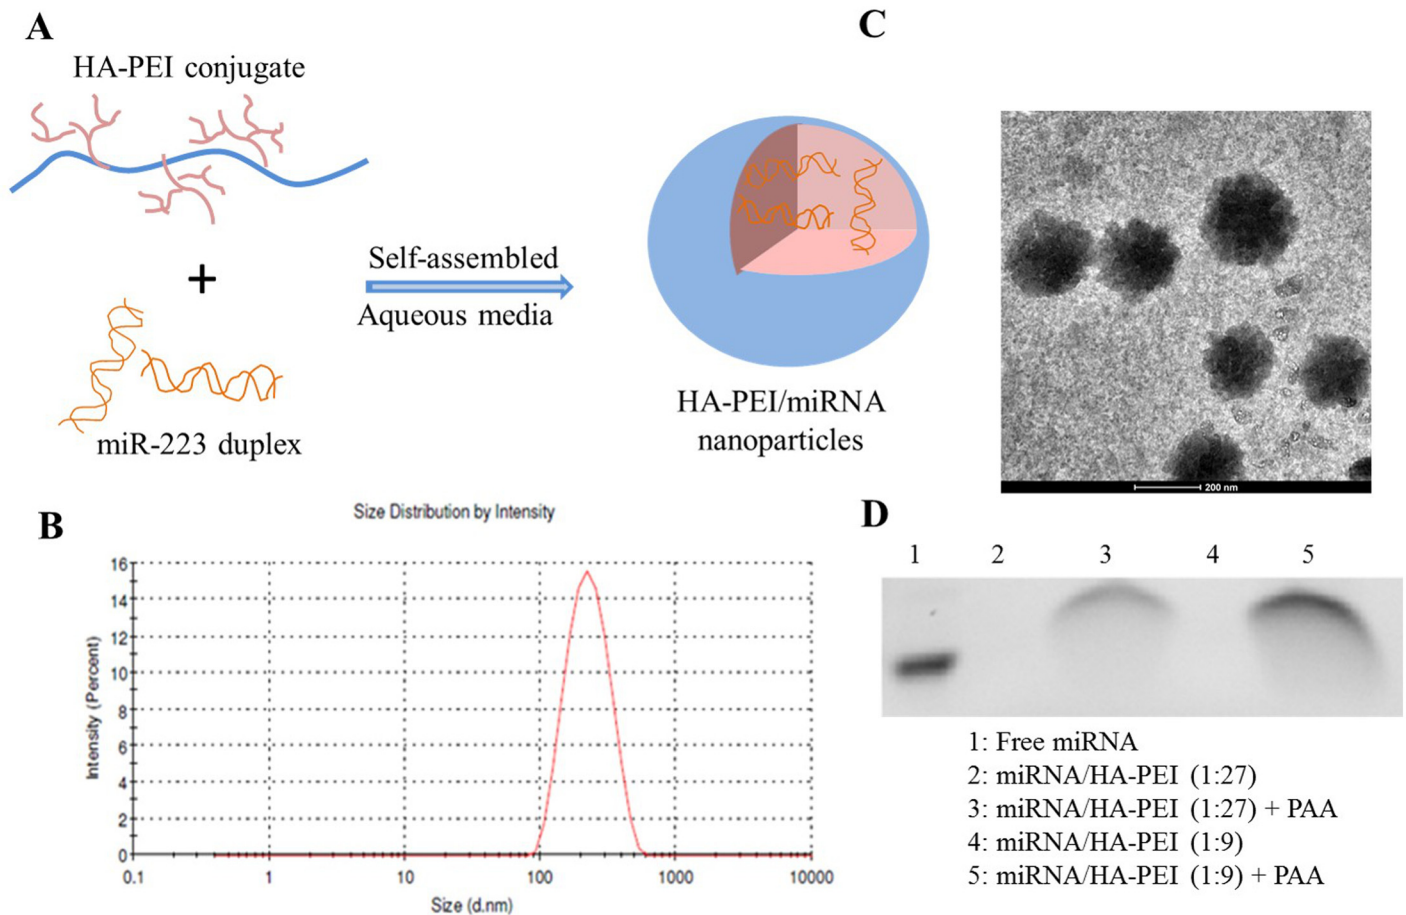 A
HA-PEI conjugate
+
miR-223 duplex
Self-assembled
Aqueous media
HA-PEI/miRNA
nanoparticles
C
200 nm
B
Size Distribution by Intensity
Intensity (Percent)
16
14
12
10
8
6
4
2
0
0.1
1
10
100
1000
10000
Size (d.nm)
D
1 2 3 4 5
1: Free miRNA
2: miRNA/HA-PEI (1:27)
3: miRNA/HA-PEI (1:27) + PAA
4: miRNA/HA-PEI (1:9)
5: miRNA/HA-PEI (1:9) + PAA